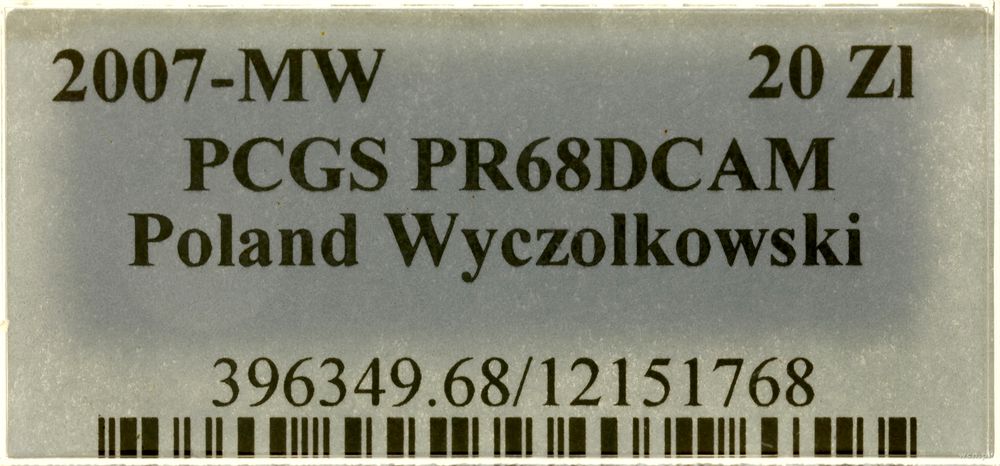 2007-MW 20 Zl
PCGS PR68DCAM
Poland Wyczolkowski
396349.68/12151768